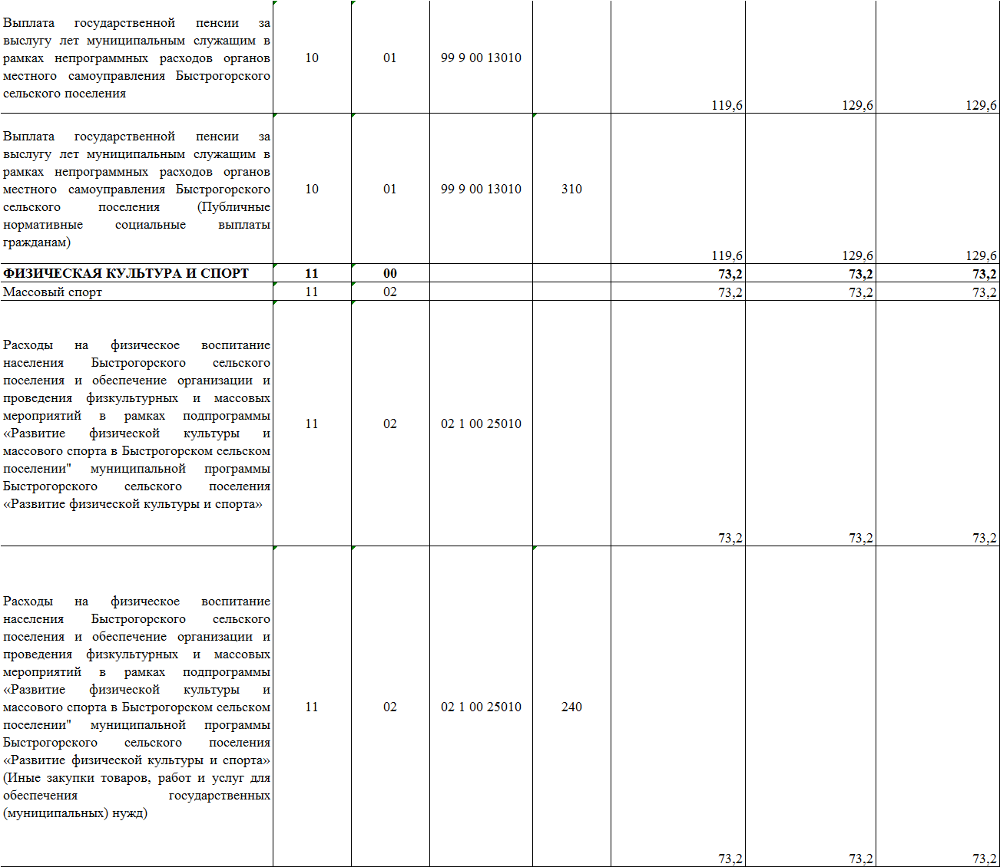 Выплата государственной пенсии за
выслугу лет муниципальным служащим в
рамках непрограммных расходов органов
местного самоуправления Быстрогорского
сельского поселения
10 01 99 9 00 13010
119,6 129,6 129,6
Выплата государственной пенсии за
выслугу лет муниципальным служащим в
рамках непрограммных расходов органов
местного самоуправления Быстрогорского
сельского поселения (Публичные
нормативные социальные выплаты
гражданам)
10 01 99 9 00 13010 310
119,6 129,6 129,6
ФИЗИЧЕСКАЯ КУЛЬТУРА И СПОРТ 11 00 73,2 73,2 73,2
Массовый спорт 11 02 73,2 73,2 73,2
Расходы на физическое воспитание
населения Быстрогорского сельского
поселения и обеспечение организации и
проведения физкультурных и массовых
мероприятий в рамках подпрограммы
«Развитие физической культуры и
массового спорта в Быстрогорском сельском
поселении" муниципальной программы
Быстрогорского сельского поселения
«Развитие физической культуры и спорта»
11 02 02 1 00 25010
73,2 73,2 73,2
Расходы на физическое воспитание
населения Быстрогорского сельского
поселения и обеспечение организации и
проведения физкультурных и массовых
мероприятий в рамках подпрограммы
«Развитие физической культуры и
массового спорта в Быстрогорском сельском
поселении" муниципальной программы
Быстрогорского сельского поселения
«Развитие физической культуры и спорта»
(Иные закупки товаров, работ и услуг для
обеспечения государственных
(муниципальных) нужд)
11 02 02 1 00 25010 240
73,2 73,2 73,2